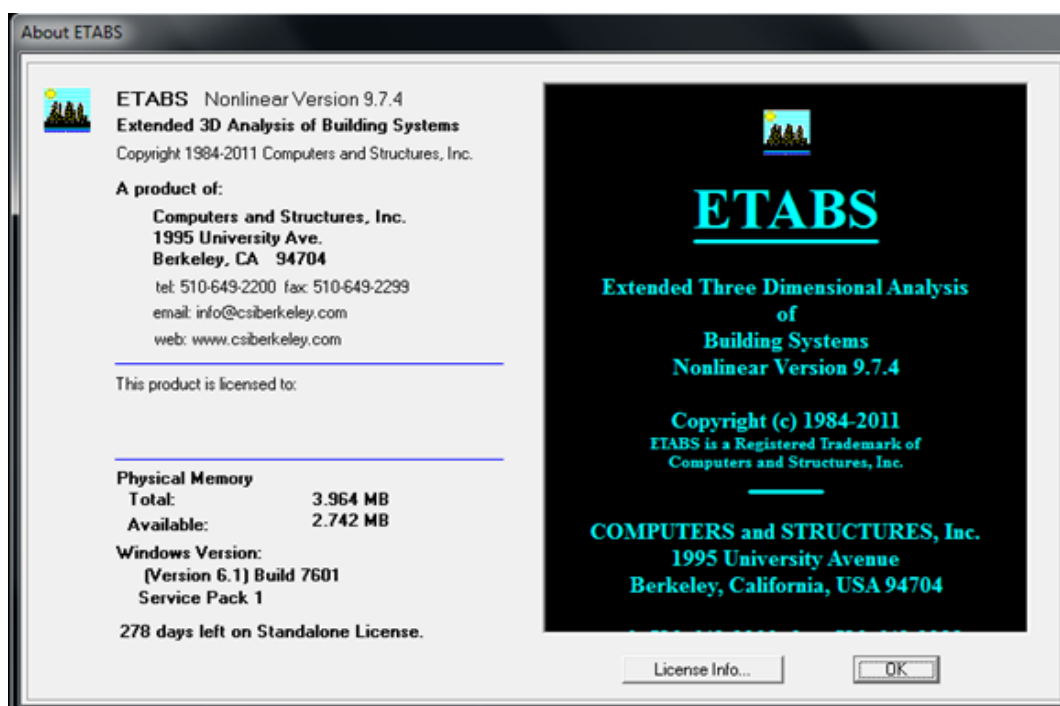 About ETABS
ETABS Nonlinear Version 9.7.4
Extended 3D Analysis of Building Systems
Copyright 1984-2011 Computers and Structures, Inc.
A product of:
Computers and Structures, Inc.
1995 University Ave.
Berkeley, CA 94704
tel: 510-649-2200 fax: 510-649-2299
email: info@csiberkeley.com
web: www.csiberkeley.com
This product is licensed to:
Physical Memory
Total: 3.964 MB
Available: 2.742 MB
Windows Version:
(Version 6.1) Build 7601
Service Pack 1
278 days left on Standalone License.
ETABS
Extended Three Dimensional Analysis
of
Building Systems
Nonlinear Version 9.7.4
Copyright (c) 1984-2011
ETABS is a Registered Trademark of
Computers and Structures, Inc.
COMPUTERS and STRUCTURES, Inc.
1995 University Avenue
Berkeley, California, USA 94704
License Info...
OK